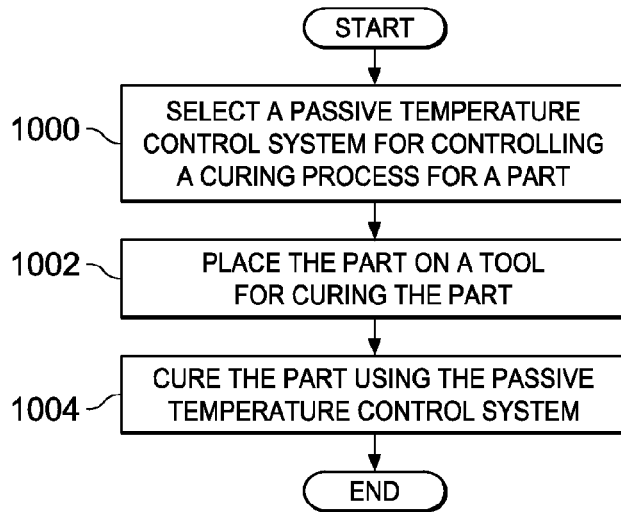 START
1000
SELECT A PASSIVE TEMPERATURE
CONTROL SYSTEM FOR CONTROLLING
A CURING PROCESS FOR A PART
1002
PLACE THE PART ON A TOOL
FOR CURING THE PART
1004
CURE THE PART USING THE PASSIVE
TEMPERATURE CONTROL SYSTEM
END